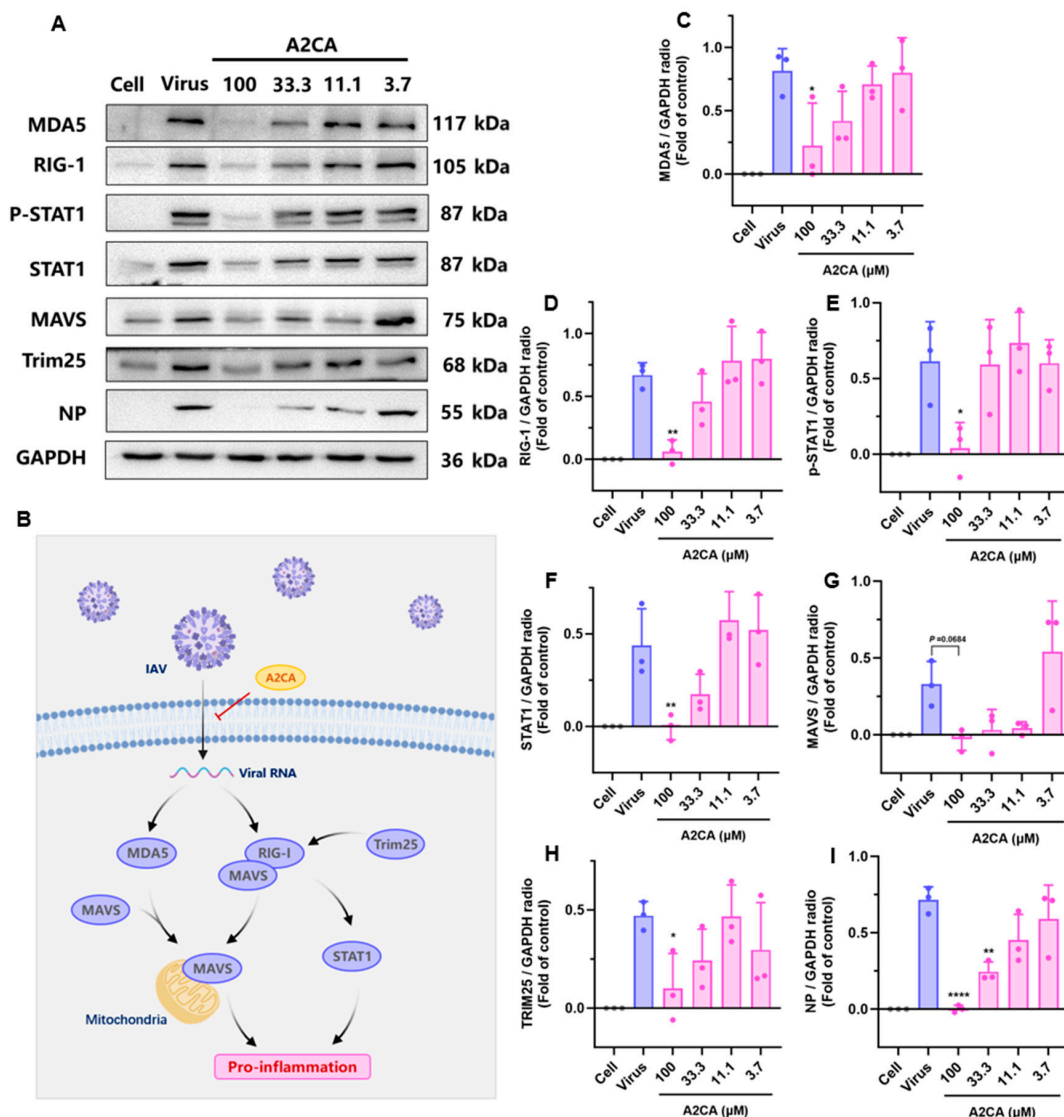 A
A2CA
Cell Virus 100 33.3 11.1 3.7
MDA5 117 kDa
RIG-1 105 kDa
P-STAT1 87 kDa
STAT1 87 kDa
MAVS 75 kDa
Trim25 68 kDa
NP 55 kDa
GAPDH 36 kDa
B
IAV
A2CA
Viral RNA
MDA5
RIG-I
MAVS
Trim25
MAVS
MAVS
STAT1
Mitochondria
Pro-inflammation
C
MDA5 / GAPDH radio
(Fold of control)
1.0
0.5
0.0
*
Cell Virus 100 33.3 11.1 3.7
A2CA (μM)
D
RIG-1 / GAPDH radio
(Fold of control)
1.0
0.5
0.0
**
Cell Virus 100 33.3 11.1 3.7
A2CA (μM)
E
p-STAT1 / GAPDH radio
(Fold of control)
1.0
0.5
0.0
*
Cell Virus 100 33.3 11.1 3.7
A2CA (μM)
F
STAT1 / GAPDH radio
(Fold of control)
0.5
0.0
**
Cell Virus 100 33.3 11.1 3.7
A2CA (μM)
G
MAVS / GAPDH radio
(Fold of control)
1.0
0.5
0.0
P =0.0684
Cell Virus 100 33.3 11.1 3.7
A2CA (μM)
H
TRIM25 / GAPDH radio
(Fold of control)
0.5
0.0
*
Cell Virus 100 33.3 11.1 3.7
A2CA (μM)
I
NP / GAPDH radio
(Fold of control)
1.0
0.5
0.0
****
**
Cell Virus 100 33.3 11.1 3.7
A2CA (μM)